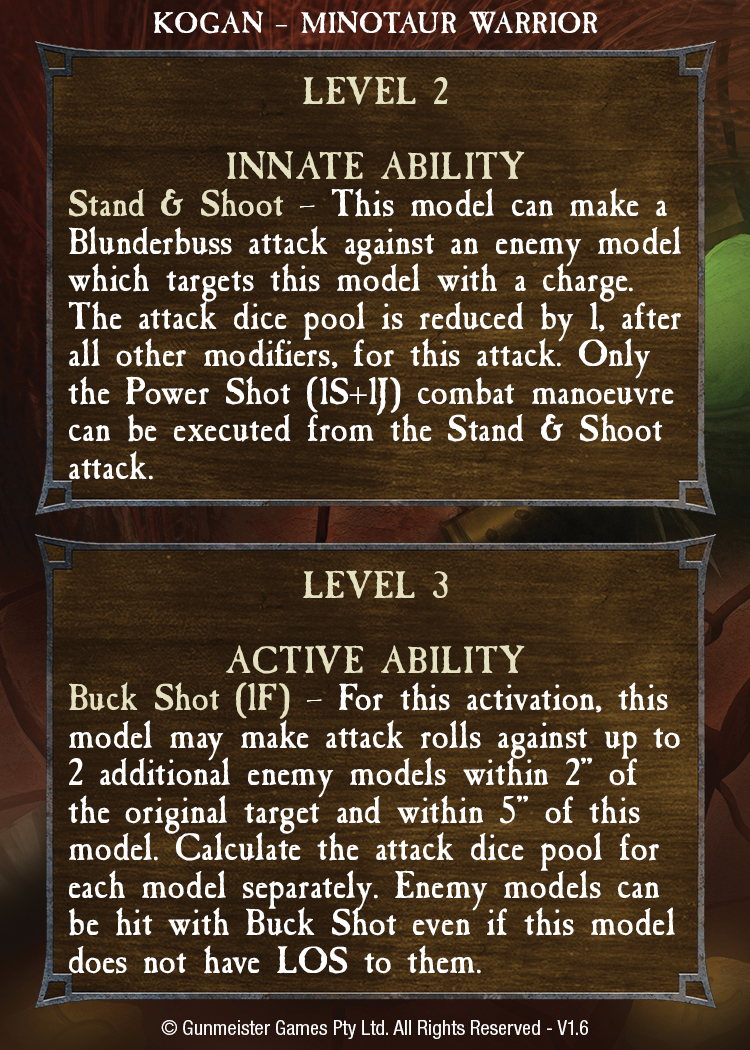 KOGAN – MINOTAUR WARRIOR
LEVEL 2
INNATE ABILITY
Stand & Shoot – This model can make a
Blunderbuss attack against an enemy model
which targets this model with a charge.
The attack dice pool is reduced by 1, after
all other modifiers, for this attack. Only
the Power Shot (1S+1J) combat manoeuvre
can be executed from the Stand & Shoot
attack.
LEVEL 3
ACTIVE ABILITY
Buck Shot (1F) – For this activation, this
model may make attack rolls against up to
2 additional enemy models within 2” of
the original target and within 5” of this
model. Calculate the attack dice pool for
each model separately. Enemy models can
be hit with Buck Shot even if this model
does not have LOS to them.
© Gunmeister Games Pty Ltd. All Rights Reserved - V1.6